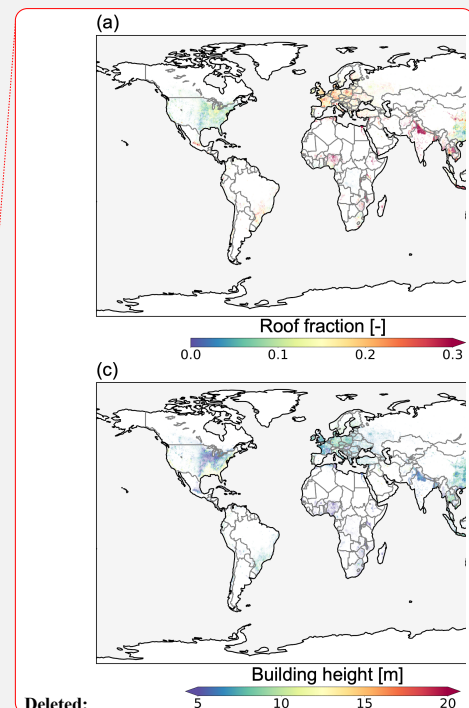 (a)
Roof fraction [-]
0.0 0.1 0.2 0.3
(c)
Building height [m]
5 10 15 20
Deleted: